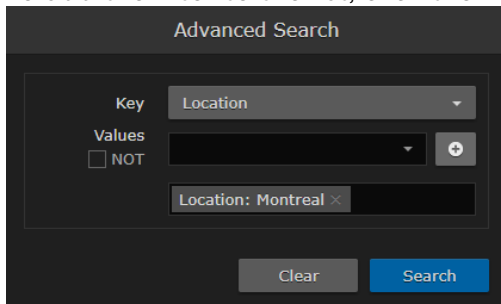 Advanced Search
Key
Location
Values
NOT
Location: Montreal ×
Clear
Search